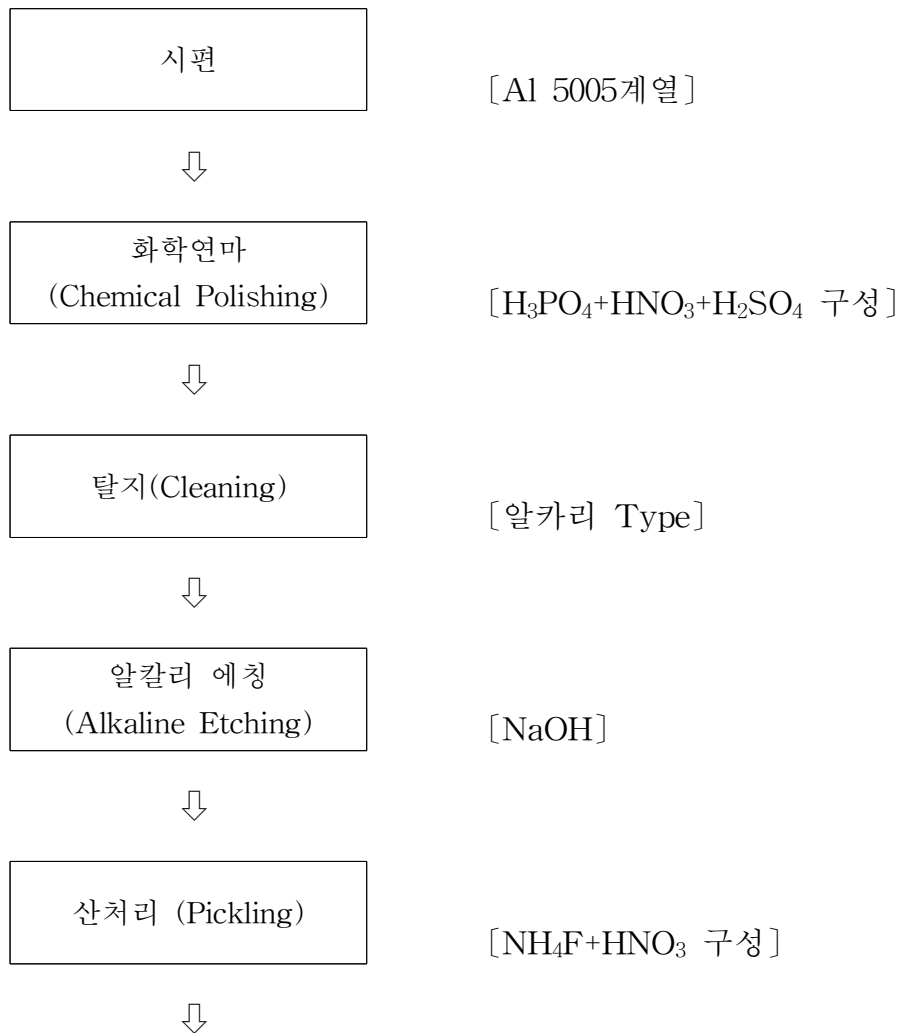 시편
[Al 5005계열]
⇩
화학연마
(Chemical Polishing)
[H₃PO₄+HNO₃+H₂SO₄ 구성]
⇩
탈지(Cleaning)
[알카리 Type]
⇩
알칼리 에칭
(Alkaline Etching)
[NaOH]
⇩
산처리 (Pickling)
[NH₄F+HNO₃ 구성]
⇩